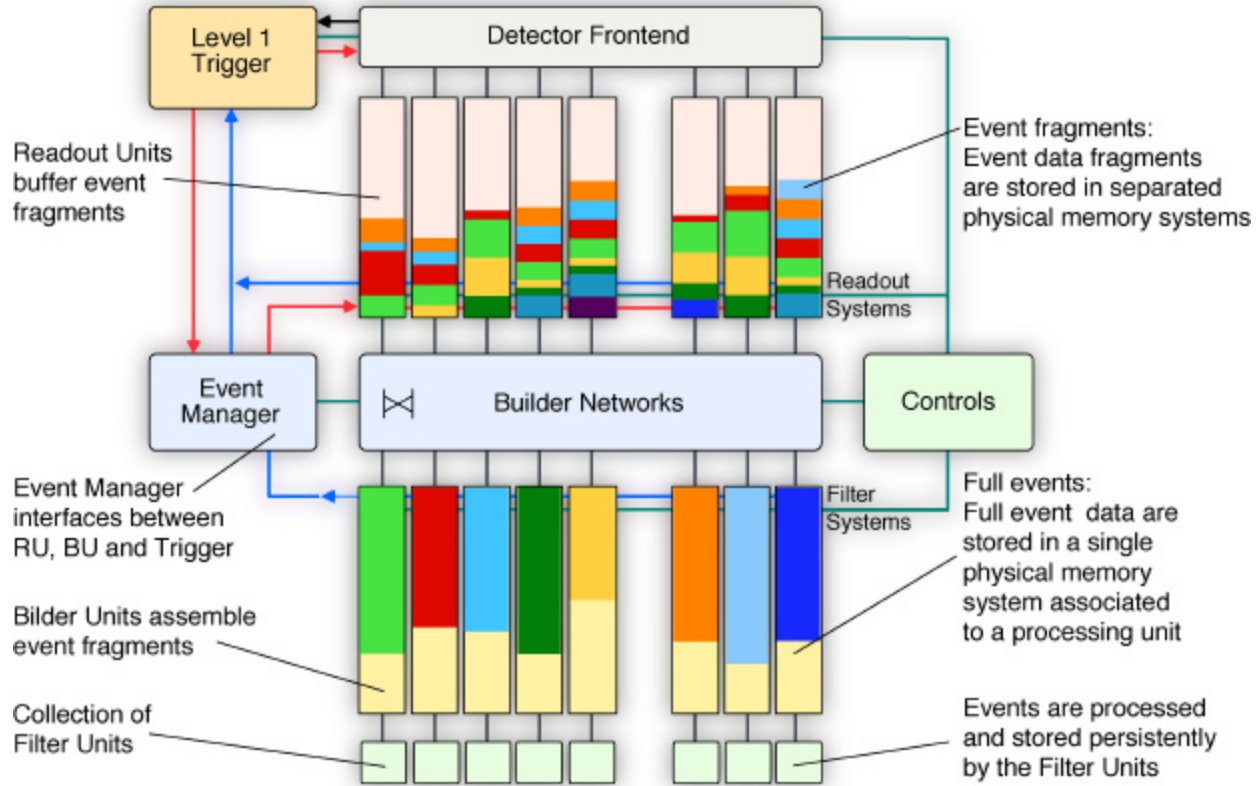 Level 1
Trigger
Detector Frontend
Readout Units
buffer event
fragments
Event fragments:
Event data fragments
are stored in separated
physical memory systems
Readout
Systems
Event
Manager
Builder Networks
Controls
Event Manager
interfaces between
RU, BU and Trigger
Filter
Systems
Full events:
Full event data are
stored in a single
physical memory
system associated
to a processing unit
Bilder Units assemble
event fragments
Collection of
Filter Units
Events are processed
and stored persistently
by the Filter Units